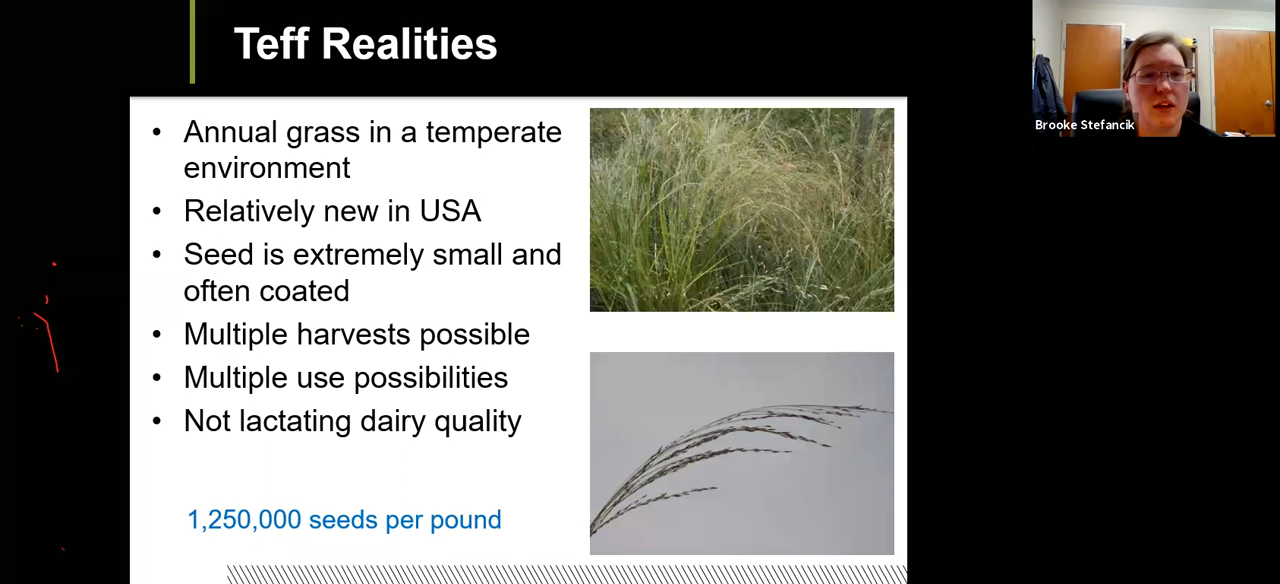 Teff Realities
• Annual grass in a temperate
environment
• Relatively new in USA
• Seed is extremely small and
often coated
• Multiple harvests possible
• Multiple use possibilities
• Not lactating dairy quality
1,250,000 seeds per pound
Brooke Stefancik